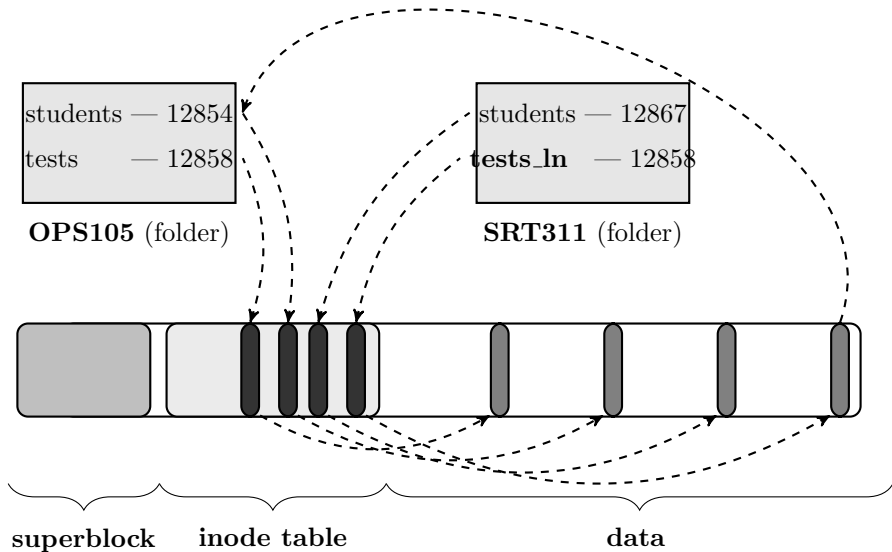 students — 12854
tests — 12858
OPS105 (folder)
students — 12867
tests_ln — 12858
SRT311 (folder)
superblock
inode table
data